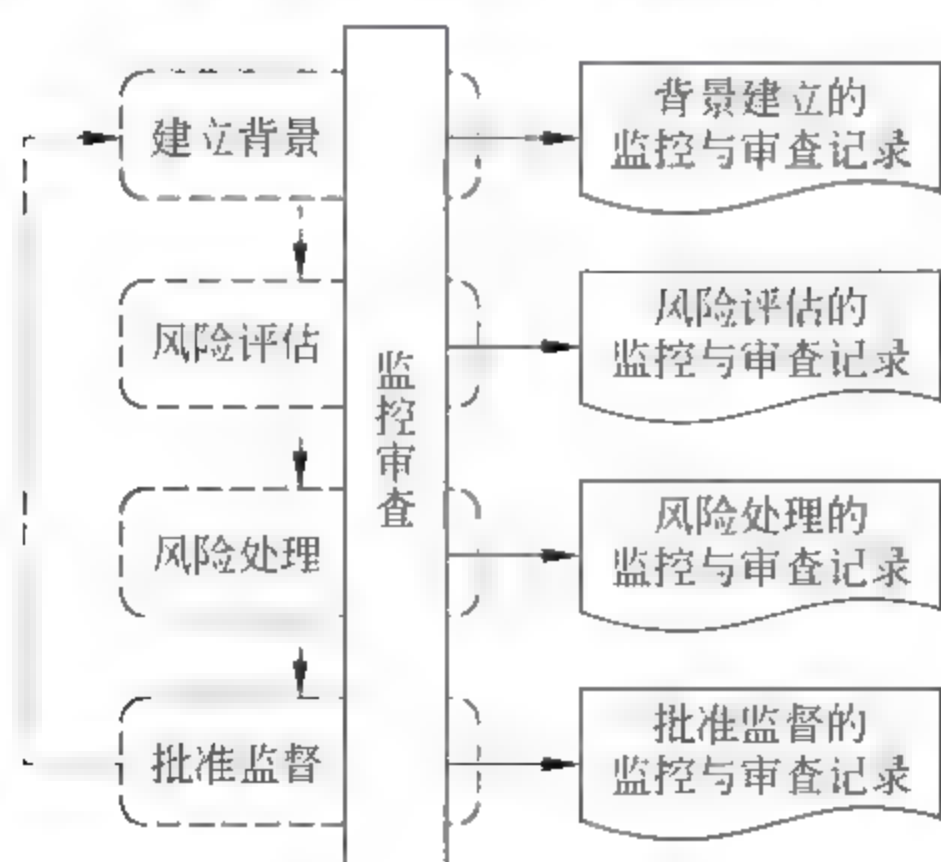 建立背景
背景建立的
监控与审查记录
风险评估
风险评估的
监控与审查记录
监控审查
风险处理
风险处理的
监控与审查记录
批准监督
批准监督的
监控与审查记录